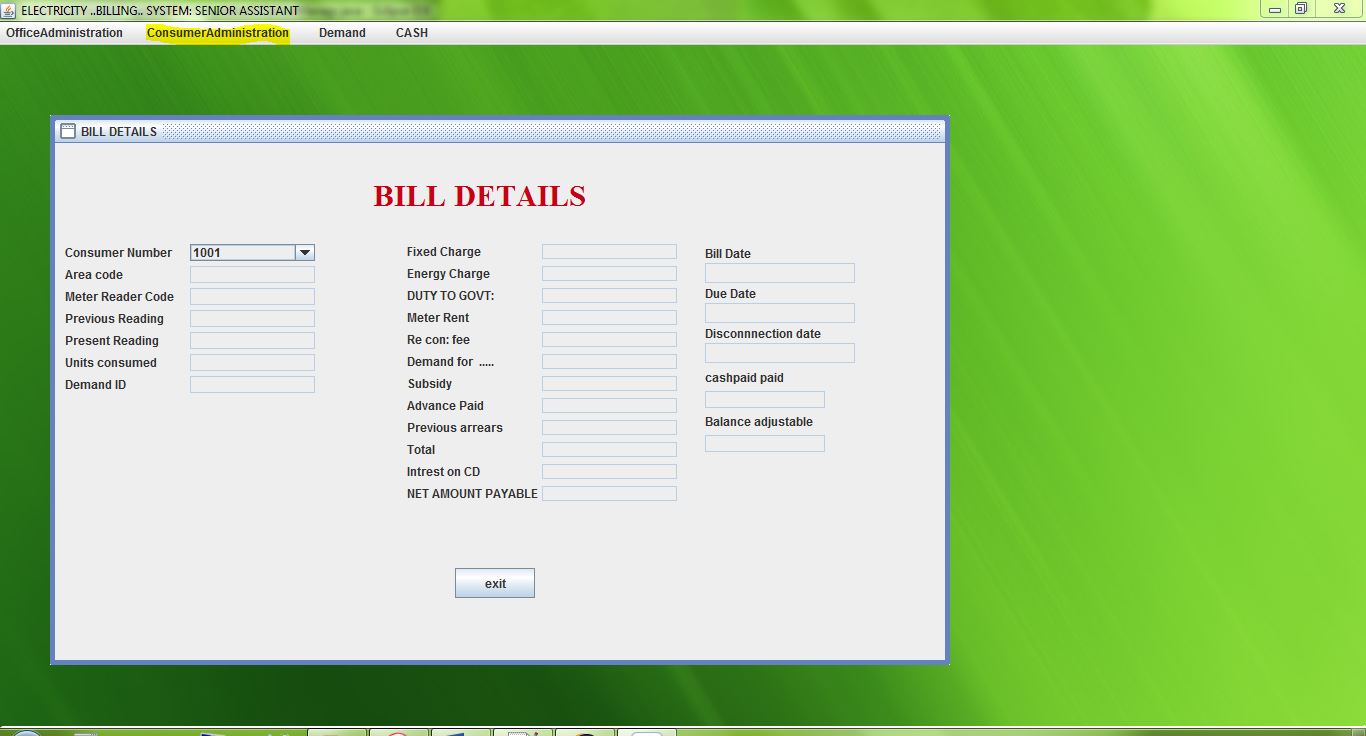 ELECTRICITY ..BILLING.. SYSTEM: SENIOR ASSISTANT
OfficeAdministration ConsumerAdministration Demand CASH
BILL DETAILS
BILL DETAILS
Consumer Number 1001
Area code
Meter Reader Code
Previous Reading
Present Reading
Units consumed
Demand ID
Fixed Charge
Energy Charge
DUTY TO GOVT:
Meter Rent
Re con: fee
Demand for .....
Subsidy
Advance Paid
Previous arrears
Total
Intrest on CD
NET AMOUNT PAYABLE
Bill Date
Due Date
Disconnnection date
cashpaid paid
Balance adjustable
exit